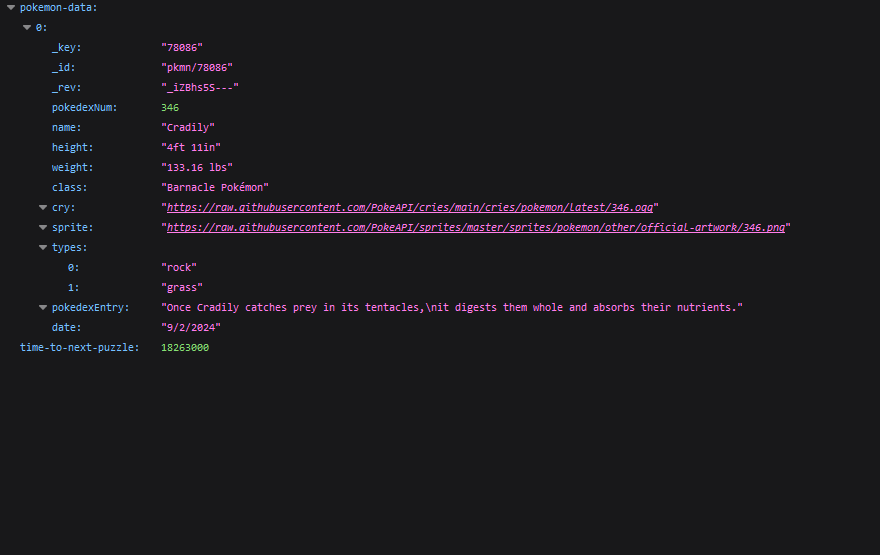 pokemon-data:
0:
_key: "78086"
_id: "pkmn/78086"
_rev: "_iZBhs5S---"
pokedexNum: 346
name: "Cradily"
height: "4ft 11in"
weight: "133.16 lbs"
class: "Barnacle Pokémon"
cry: "https://raw.githubusercontent.com/PokeAPI/cries/main/cries/pokemon/latest/346.ogg"
sprite: "https://raw.githubusercontent.com/PokeAPI/sprites/master/sprites/pokemon/other/official-artwork/346.png"
types:
0: "rock"
1: "grass"
pokedexEntry: "Once Cradily catches prey in its tentacles,\nit digests them whole and absorbs their nutrients."
date: "9/2/2024"
time-to-next-puzzle: 18263000